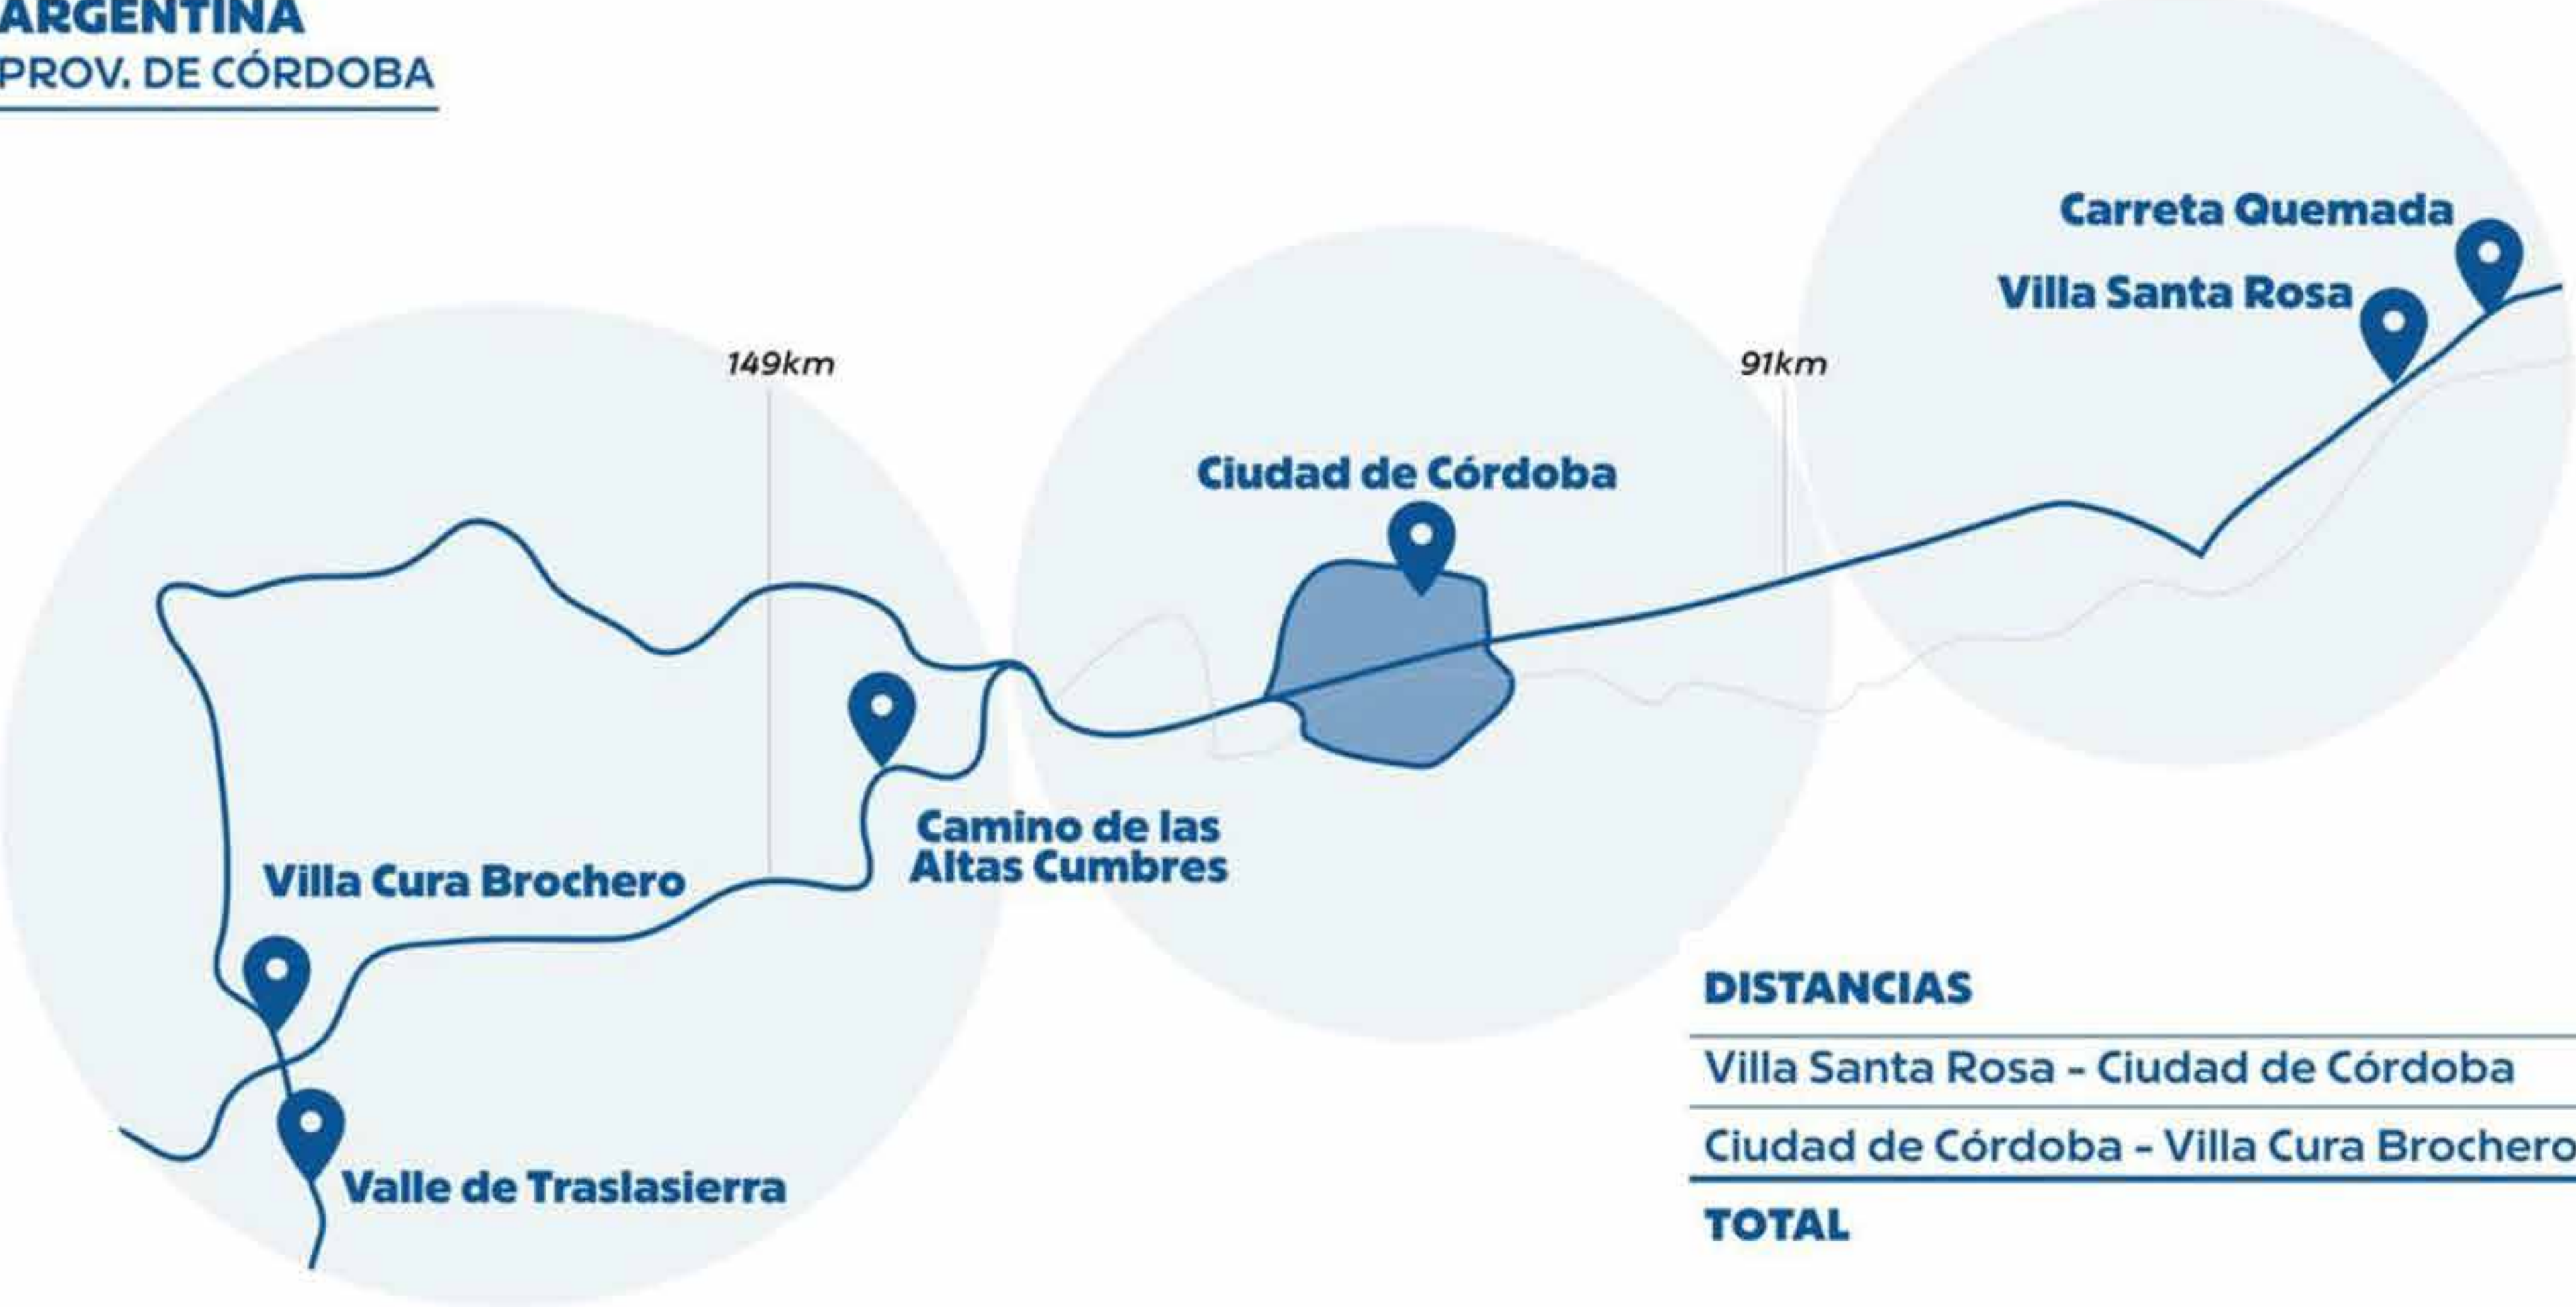 ARGENTINA
PROV. DE CÓRDOBA
Carreta Quemada
Villa Santa Rosa
149km
91km
Ciudad de Córdoba
Camino de las
Altas Cumbres
Villa Cura Brochero
Valle de Traslasierra
DISTANCIAS
Villa Santa Rosa - Ciudad de Córdoba
Ciudad de Córdoba - Villa Cura Brochero
TOTAL